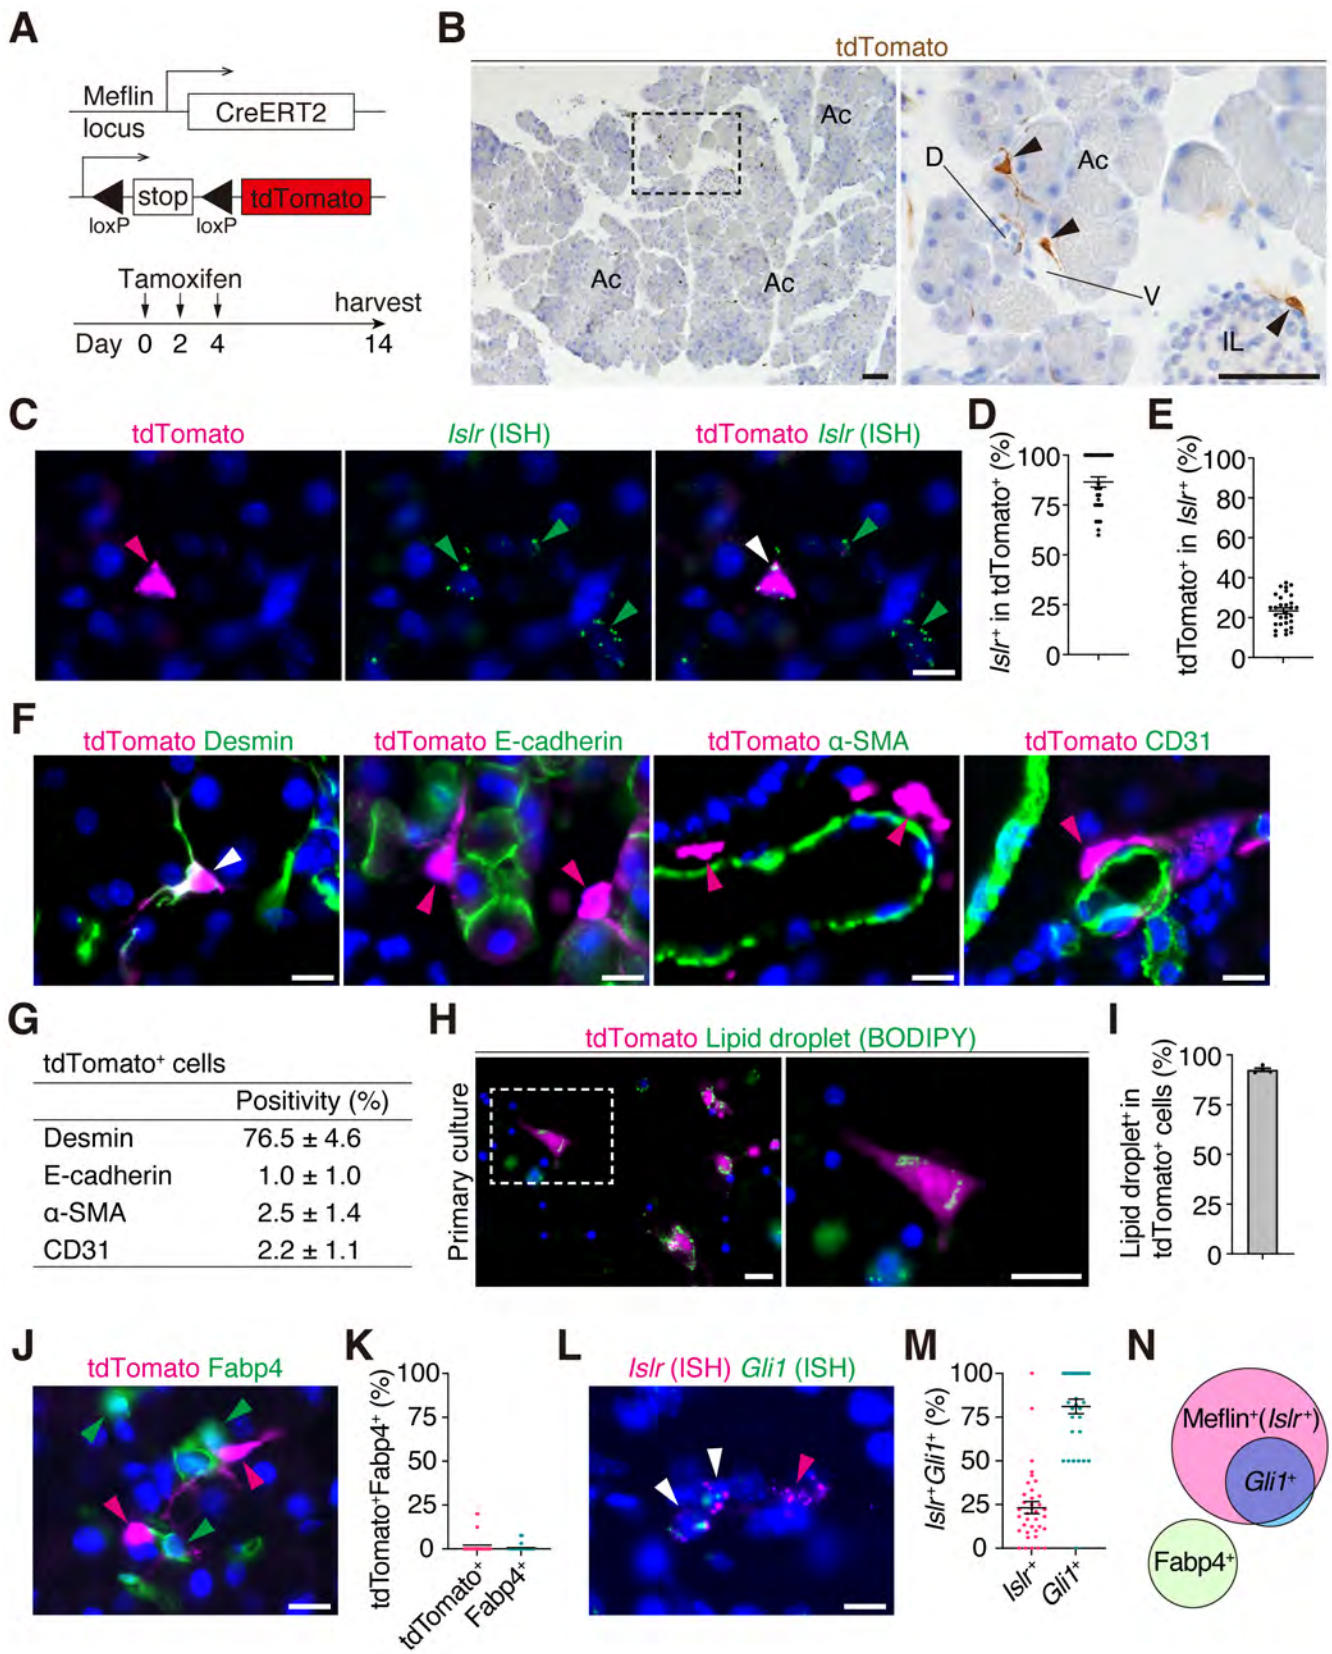 A
Meflin
locus
CreERT2
stop
tdTomato
loxP
loxP
Tamoxifen
harvest
Day 0 2 4 14
B
tdTomato
Ac
Ac
Ac
D
Ac
V
IL
C
tdTomato
Islr (ISH)
tdTomato Islr (ISH)
D
Islr⁺ in tdTomato⁺ (%)
100
75
50
25
0
E
tdTomato⁺ in Islr⁺ (%)
100
80
60
40
20
0
F
tdTomato Desmin
tdTomato E-cadherin
tdTomato α-SMA
tdTomato CD31
G
tdTomato⁺ cells
Positivity (%)
Desmin 76.5 ± 4.6
E-cadherin 1.0 ± 1.0
α-SMA 2.5 ± 1.4
CD31 2.2 ± 1.1
H
tdTomato Lipid droplet (BODIPY)
Primary culture
I
Lipid droplet⁺ in
tdTomato⁺ cells (%)
100
75
50
25
0
J
tdTomato Fabp4
K
tdTomato⁺Fabp4⁺ (%)
100
75
50
25
0
tdTomato⁺
Fabp4⁺
L
Islr (ISH) Gli1 (ISH)
M
Islr⁺Gli1⁺ (%)
100
75
50
25
0
Islr⁺
Gli1⁺
N
Meflin⁺(Islr⁺)
Gli1⁺
Fabp4⁺